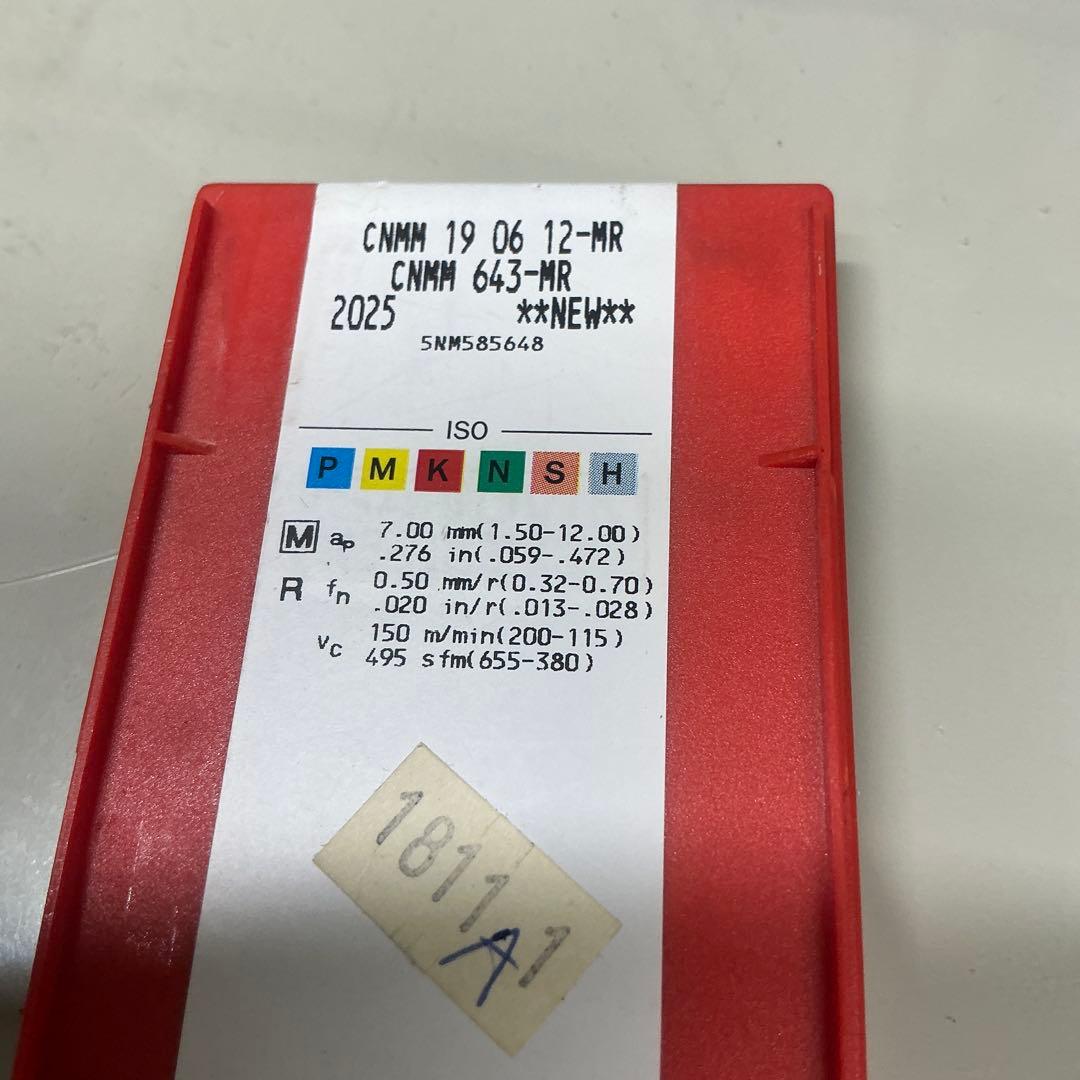 CNMM 19 06 12-MR
CNMM 643-MR
2025 **NEW**
5NM585648
ISO
P M K N S H
M ap 7.00 mm(1.50-12.00)
.276 in(.059-.472)
R fn 0.50 mm/r(0.32-0.70)
.020 in/r(.013-.028)
vc 150 m/min(200-115)
495 sfm(655-380)
1811 1
A